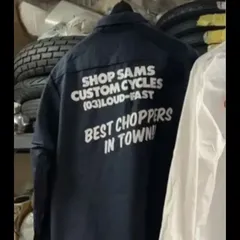 SHOP SAMS
CUSTOM CYCLES
(03)LOUD-FAST
BEST CHOPPERS
IN TOWN!!